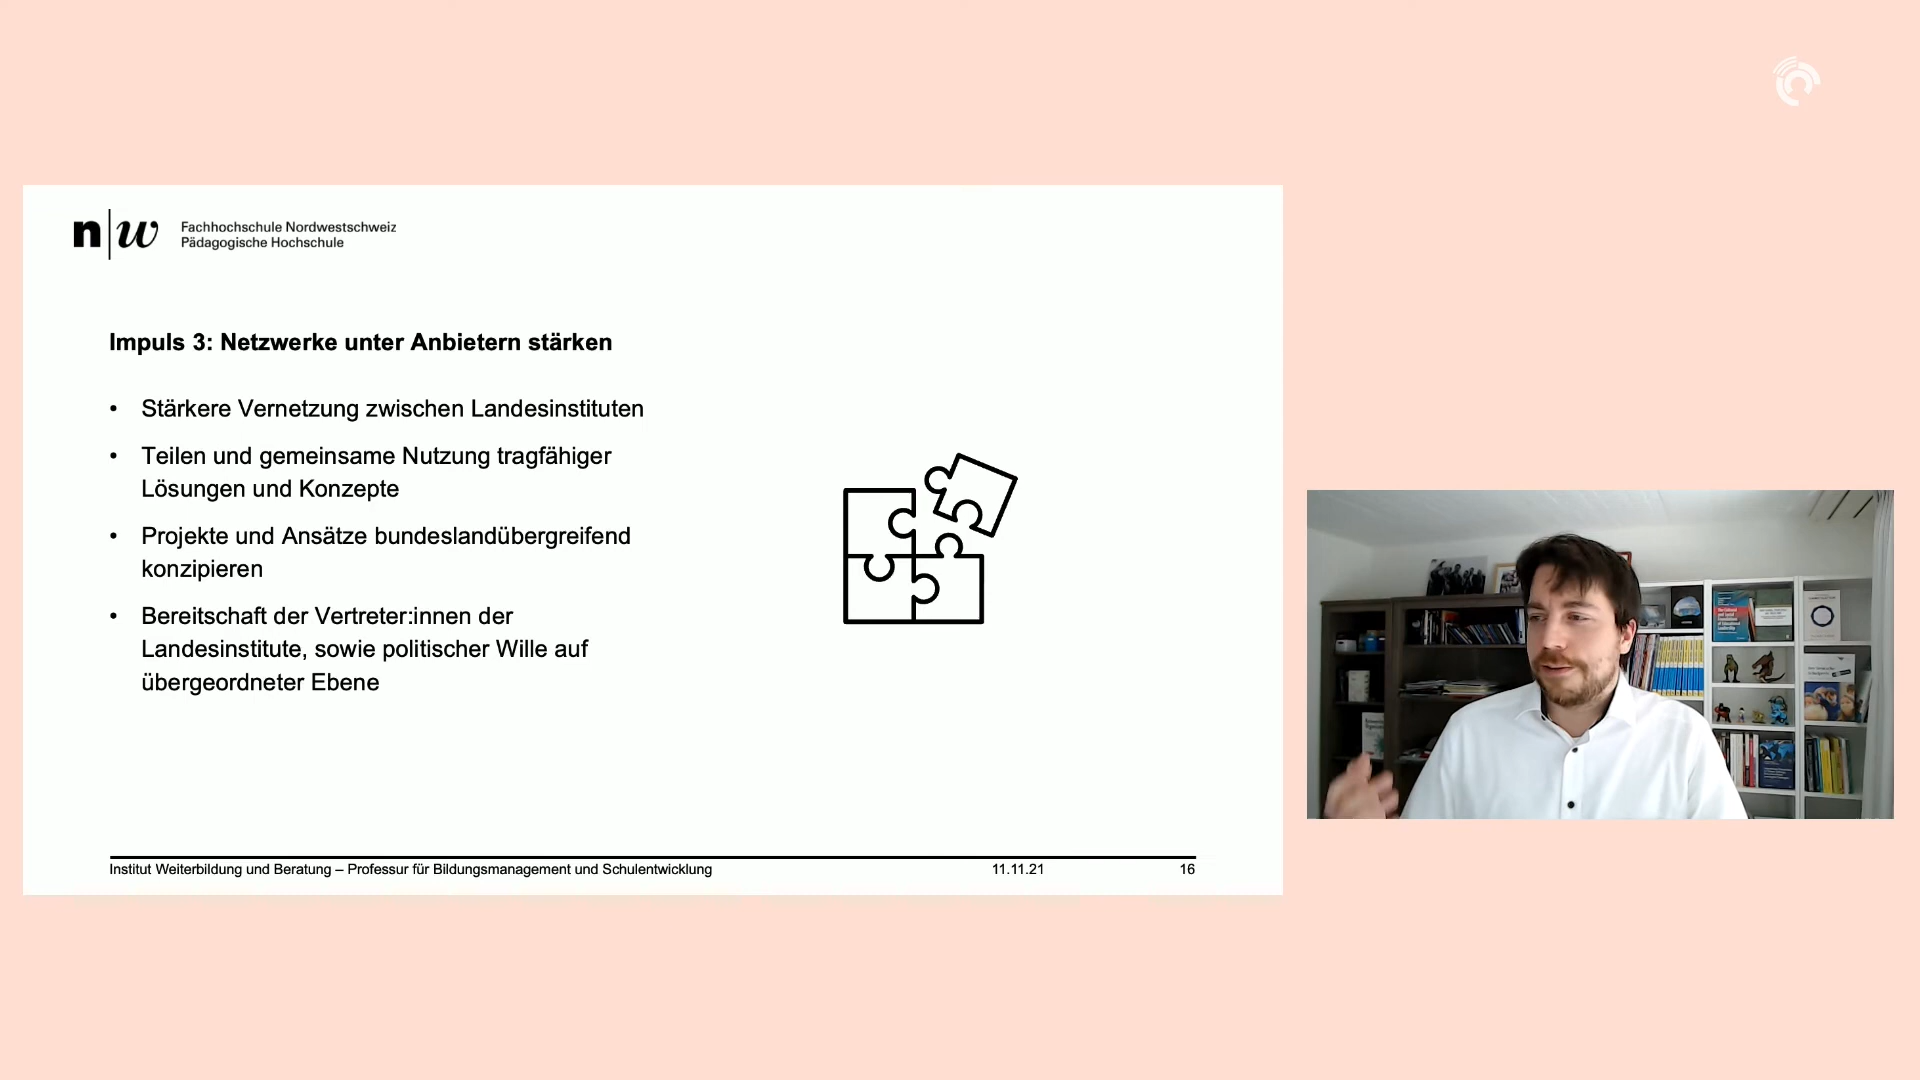 n|w
Fachhochschule Nordwestschweiz
Pädagogische Hochschule
Impuls 3: Netzwerke unter Anbietern stärken
• Stärkere Vernetzung zwischen Landesinstituten
• Teilen und gemeinsame Nutzung tragfähiger
Lösungen und Konzepte
• Projekte und Ansätze bundeslandübergreifend
konzipieren
• Bereitschaft der Vertreter:innen der
Landesinstitute, sowie politischer Wille auf
übergeordneter Ebene
Institut Weiterbildung und Beratung – Professur für Bildungsmanagement und Schulentwicklung
11.11.21
16